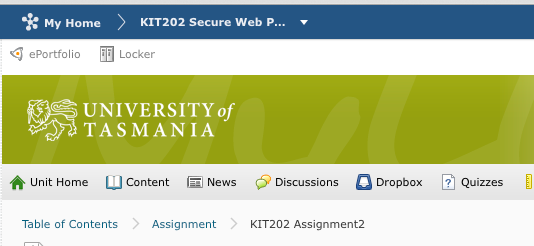 My Home KIT202 Secure Web P...
ePortfolio Locker
UNIVERSITY of
TASMANIA
Unit Home Content News Discussions Dropbox Quizzes
Table of Contents Assignment KIT202 Assignment2